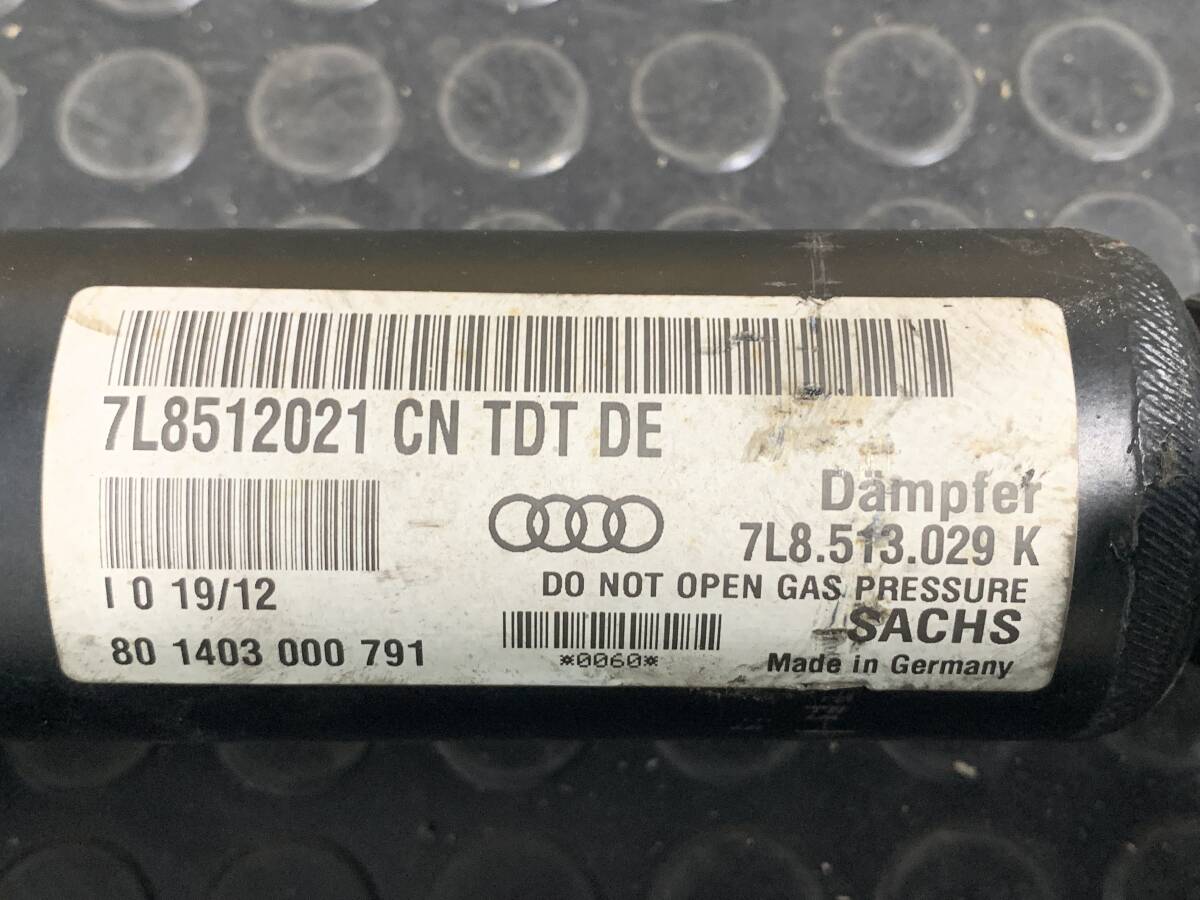 7L8512021 CN TDT DE
Dämpfer
7L8.513.029 K
I 0 19/12
DO NOT OPEN GAS PRESSURE
SACHS
80 1403 000 791
*0060*
Made in Germany